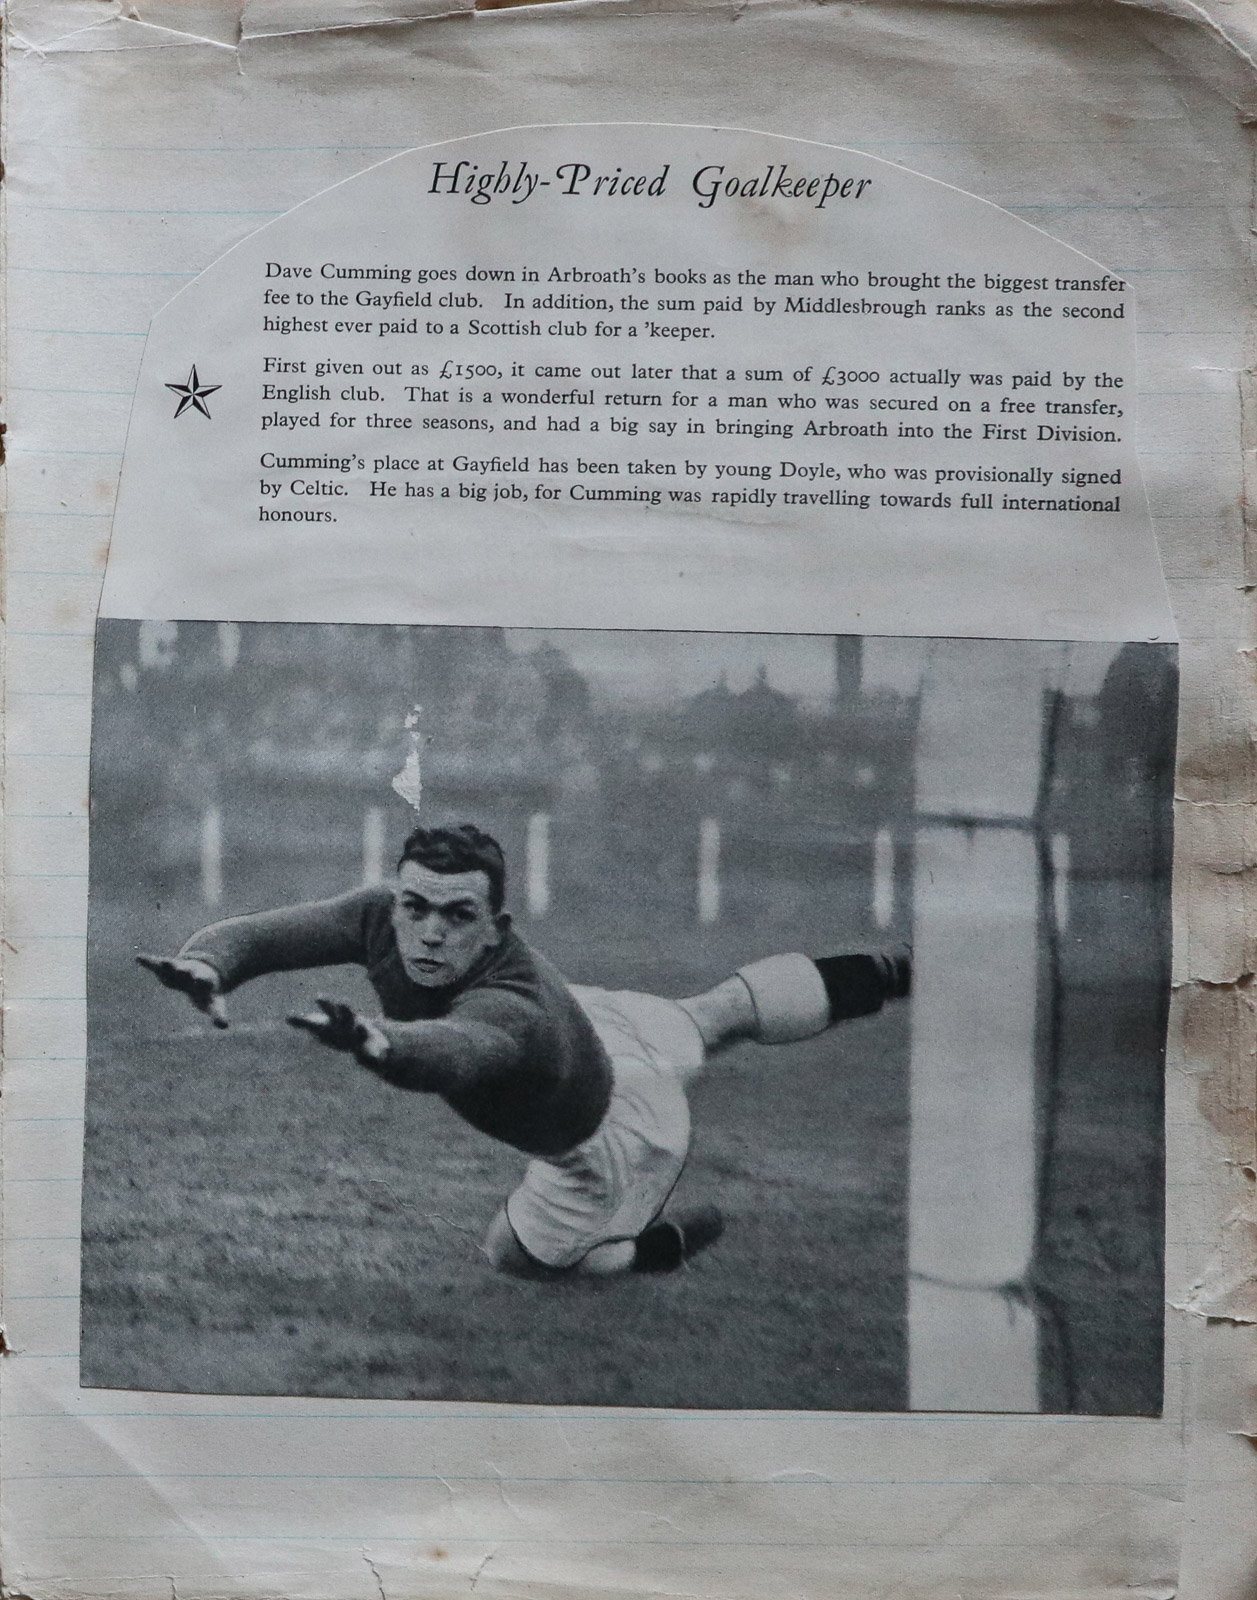 Highly-Priced Goalkeeper
Dave Cumming goes down in Arbroath's books as the man who brought the biggest transfer
fee to the Gayfield club. In addition, the sum paid by Middlesbrough ranks as the second
highest ever paid to a Scottish club for a 'keeper.
First given out as £1500, it came out later that a sum of £3000 actually was paid by the
English club. That is a wonderful return for a man who was secured on a free transfer,
played for three seasons, and had a big say in bringing Arbroath into the First Division.
Cumming's place at Gayfield has been taken by young Doyle, who was provisionally signed
by Celtic. He has a big job, for Cumming was rapidly travelling towards full international
honours.